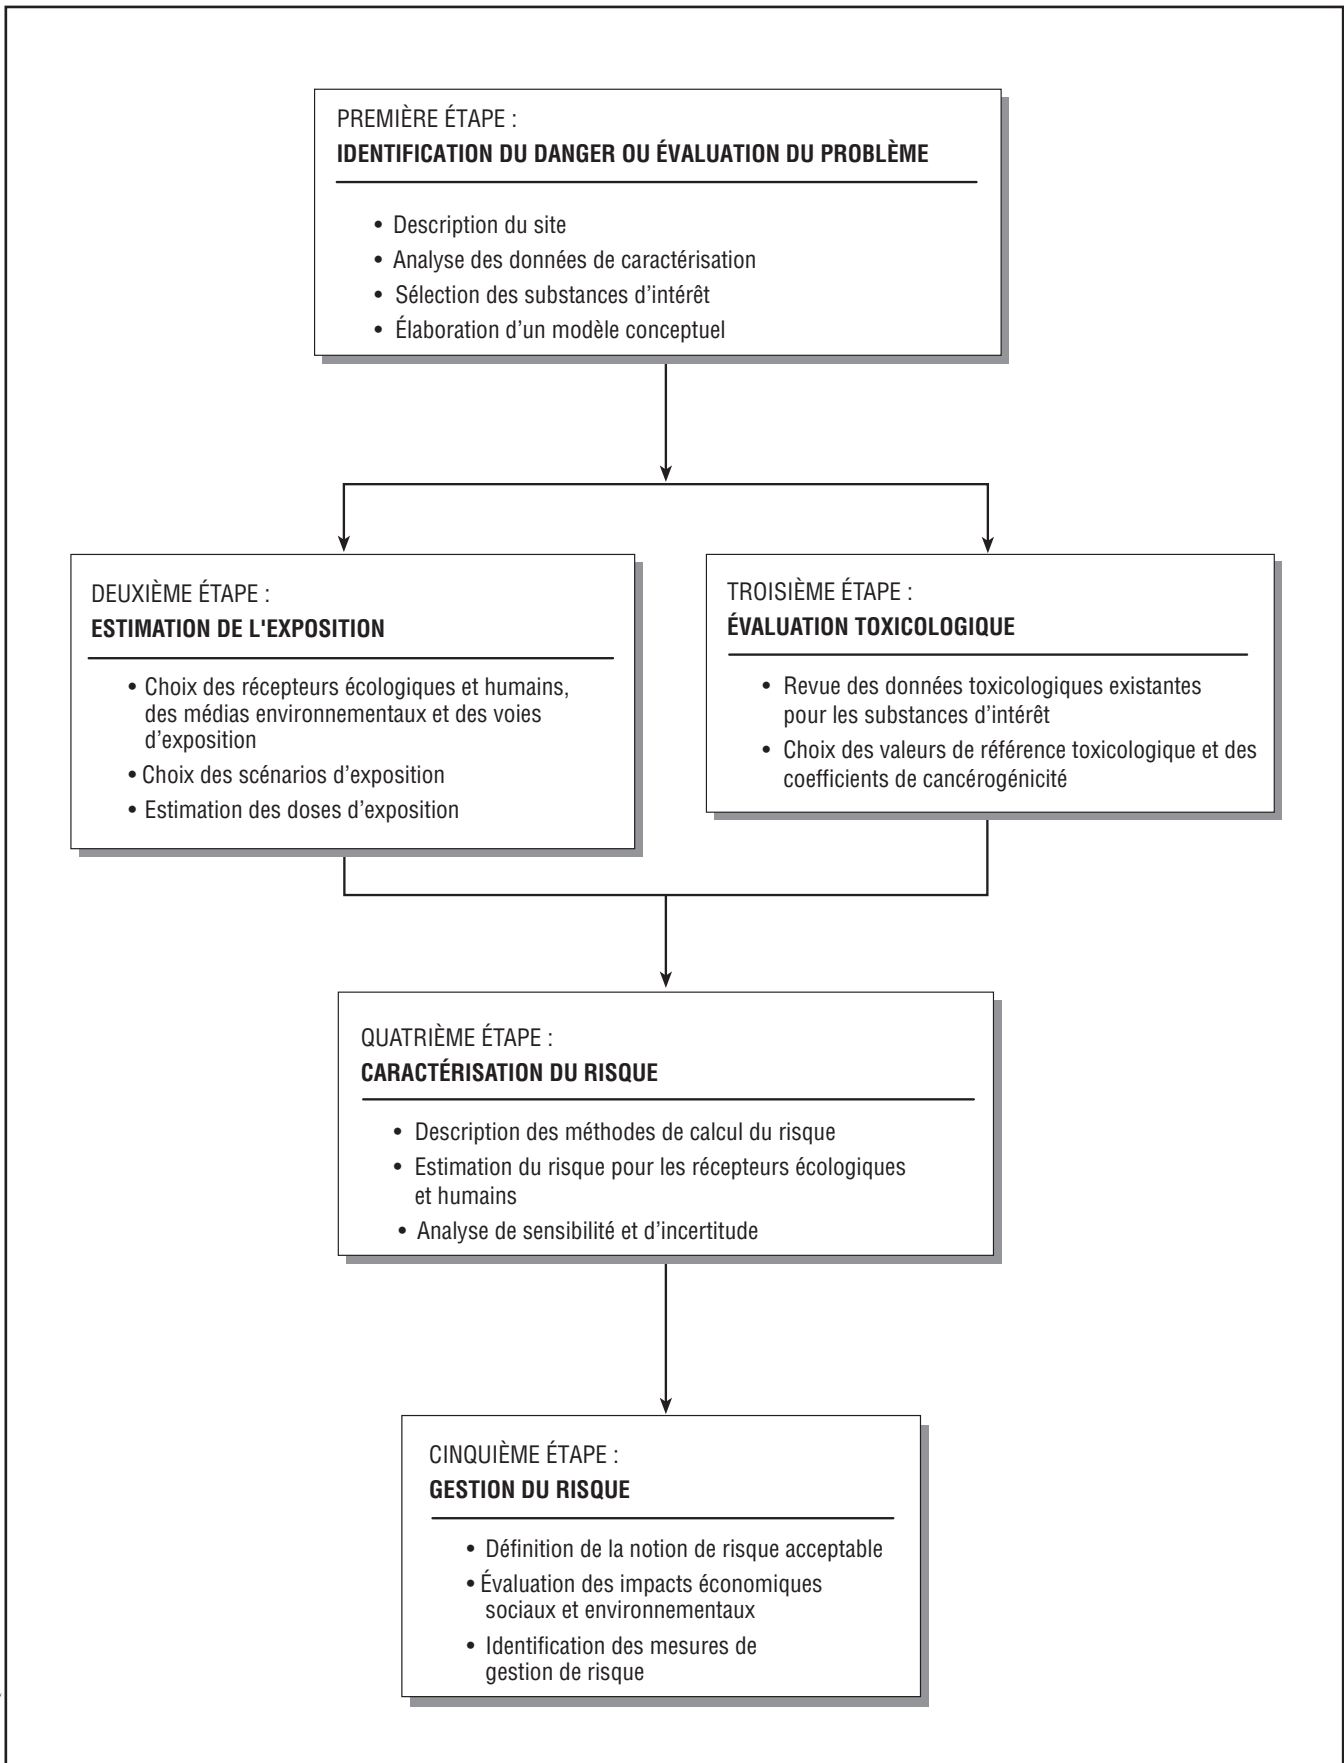 PREMIÈRE ÉTAPE :
IDENTIFICATION DU DANGER OU ÉVALUATION DU PROBLÈME
• Description du site
• Analyse des données de caractérisation
• Sélection des substances d’intérêt
• Élaboration d’un modèle conceptuel
DEUXIÈME ÉTAPE :
ESTIMATION DE L'EXPOSITION
• Choix des récepteurs écologiques et humains,
des médias environnementaux et des voies
d’exposition
• Choix des scénarios d’exposition
• Estimation des doses d’exposition
TROISIÈME ÉTAPE :
ÉVALUATION TOXICOLOGIQUE
• Revue des données toxicologiques existantes
pour les substances d’intérêt
• Choix des valeurs de référence toxicologique et des
coefficients de cancérogénicité
QUATRIÈME ÉTAPE :
CARACTÉRISATION DU RISQUE
• Description des méthodes de calcul du risque
• Estimation du risque pour les récepteurs écologiques
et humains
• Analyse de sensibilité et d’incertitude
CINQUIÈME ÉTAPE :
GESTION DU RISQUE
• Définition de la notion de risque acceptable
• Évaluation des impacts économiques
sociaux et environnementaux
• Identification des mesures de
gestion de risque